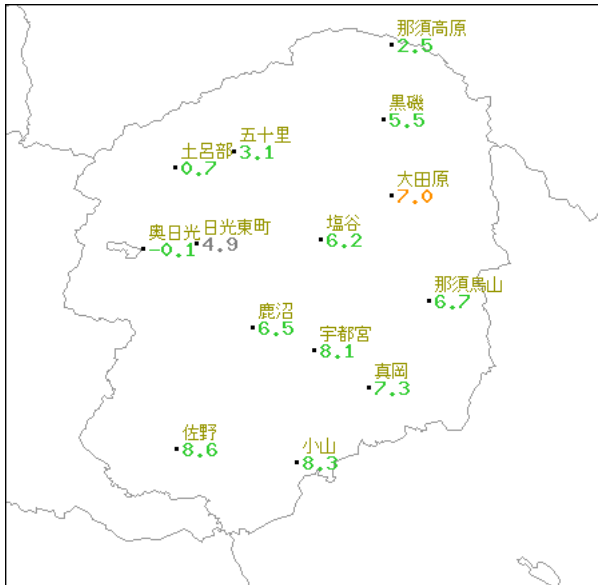 那須高原
2.5
黒磯
5.5
五十里
3.1
土呂部
0.7
大田原
7.0
塩谷
6.2
日光東町
4.9
奥日光
-0.1
那須烏山
6.7
鹿沼
6.5
宇都宮
8.1
真岡
7.3
佐野
8.6
小山
8.3